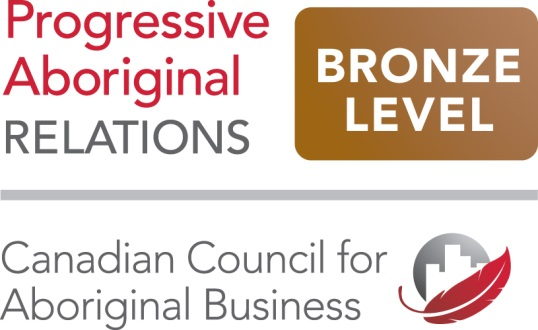 Progressive
Aboriginal
RELATIONS
BRONZE
LEVEL
Canadian Council for
Aboriginal Business